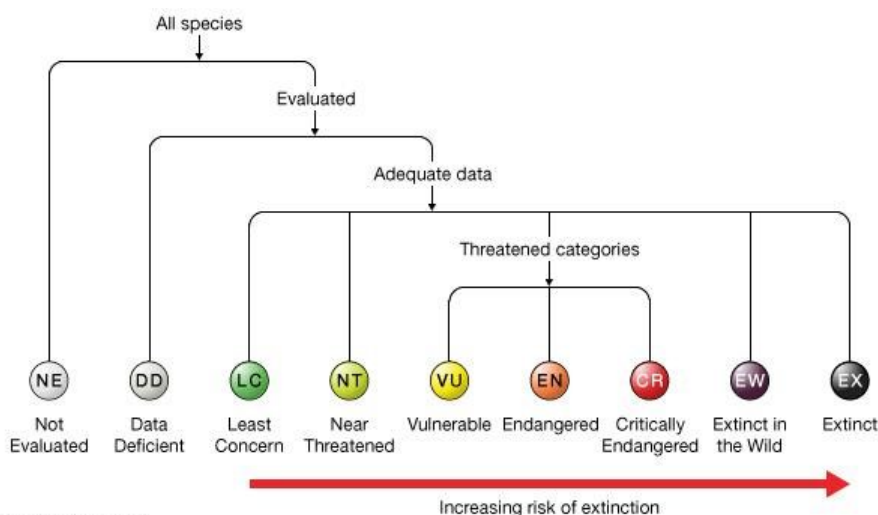 All species
Evaluated
Adequate data
Threatened categories
NE
DD
LC
NT
VU
EN
CR
EW
EX
Not
Evaluated
Data
Deficient
Least
Concern
Near
Threatened
Vulnerable
Endangered
Critically
Endangered
Extinct in
the Wild
Extinct
Increasing risk of extinction